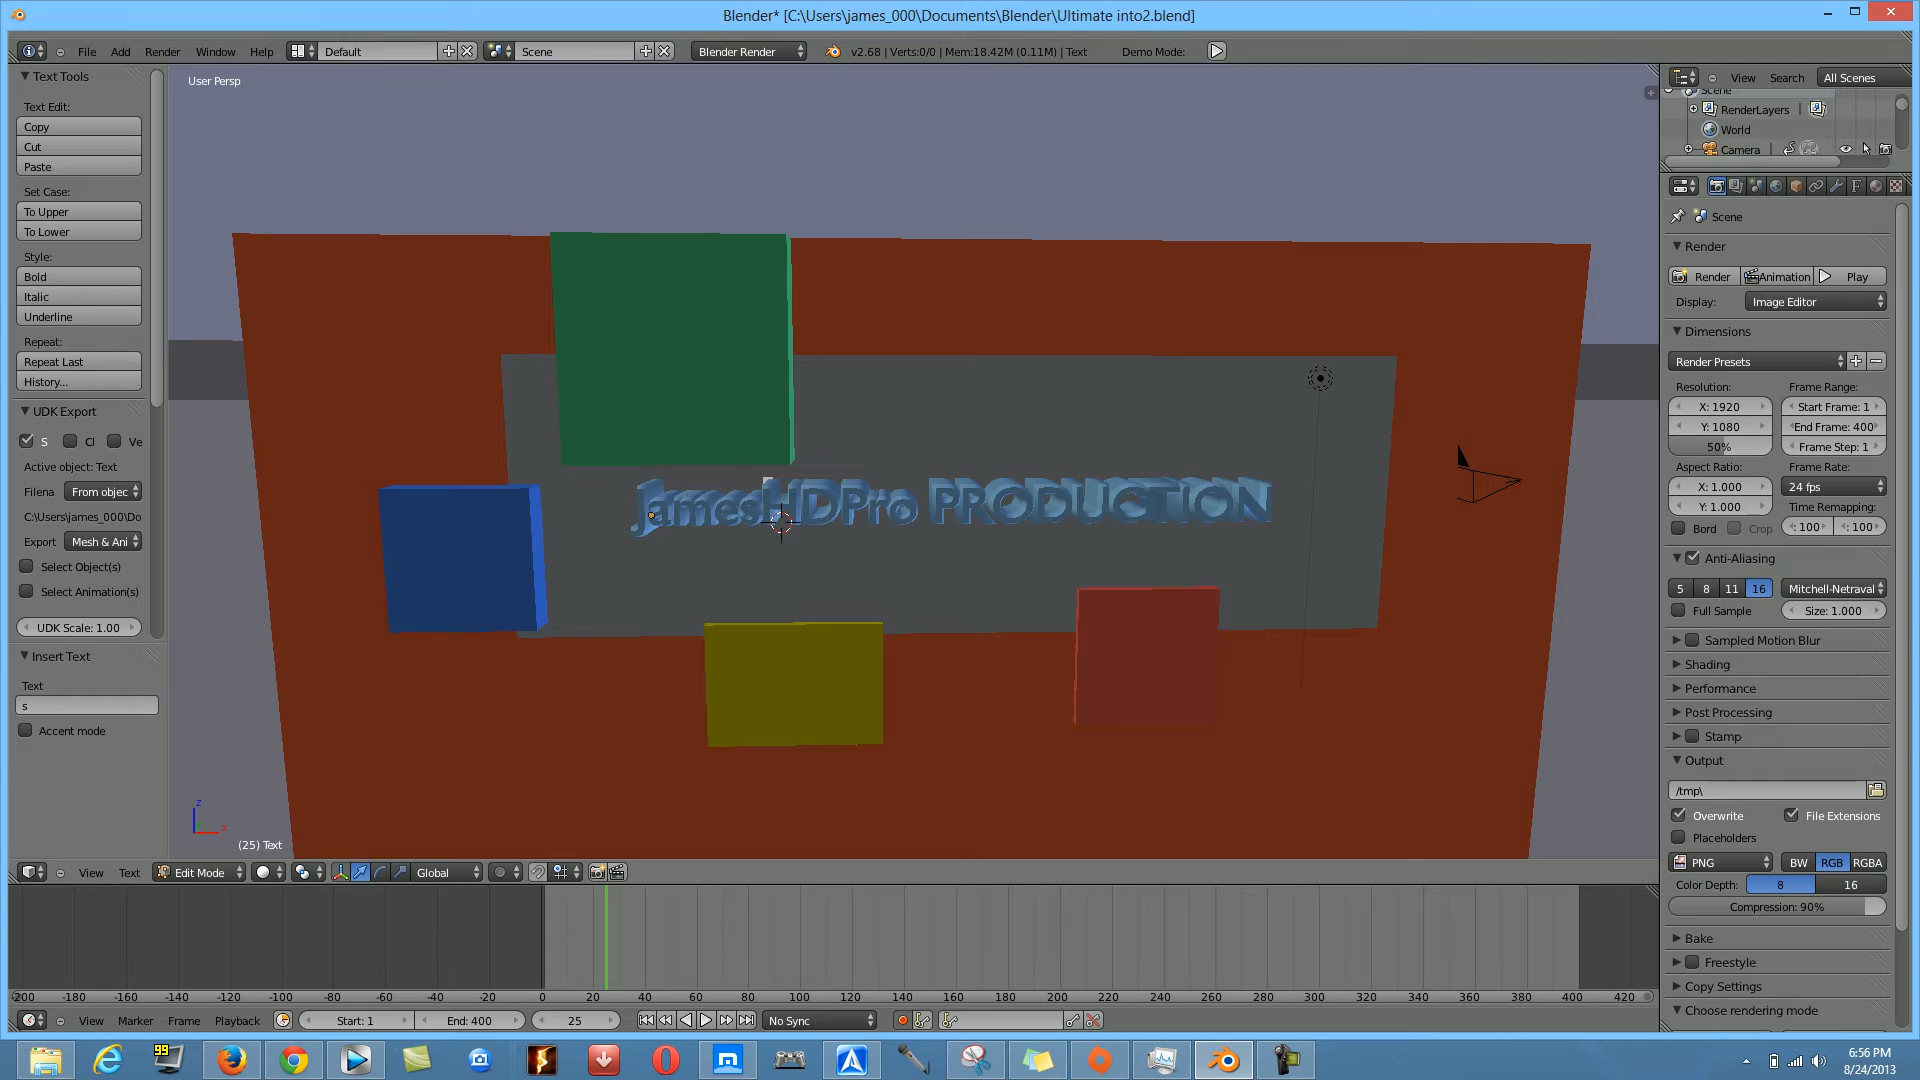 Blender* [C:\Users\james_000\Documents\Blender\Ultimate into2.blend]
File Add Render Window Help Default Scene Blender Render v2.68 | Verts:0/0 | Mem:18.42M (0.11M) | Text Demo Mode:
Text Tools
Text Edit:
Copy
Cut
Paste
Set Case:
To Upper
To Lower
Style:
Bold
Italic
Underline
Repeat:
Repeat Last
History...
UDK Export
S Cl Ve
Active object: Text
Filena From objec
C:\Users\james_000\Do
Export Mesh & Ani
Select Object(s)
Select Animation(s)
UDK Scale: 1.00
Insert Text
Text
s
Accent mode
User Persp
JamesHDPro PRODUCTION
z
x
(25) Text
View Text Edit Mode Global
-200 -180 -160 -140 -120 -100 -80 -60 -40 -20 0 20 40 60 80 100 120 140 160 180 200 220 240 260 280 300 320 340 360 380 400 420
View Marker Frame Playback Start: 1 End: 400 25 No Sync
View Search All Scenes
Scene
RenderLayers
World
Camera
Scene
Render
Render Animation Play
Display: Image Editor
Dimensions
Render Presets
Resolution: Frame Range:
X: 1920 Start Frame: 1
Y: 1080 End Frame: 400
50% Frame Step: 1
Aspect Ratio: Frame Rate:
X: 1.000 24 fps
Y: 1.000 Time Remapping:
Bord Crop : 100 : 100
Anti-Aliasing
5 8 11 16 Mitchell-Netraval
Full Sample Size: 1.000
Sampled Motion Blur
Shading
Performance
Post Processing
Stamp
Output
/tmp\
Overwrite File Extensions
Placeholders
PNG BW RGB RGBA
Color Depth: 8 16
Compression: 90%
Bake
Freestyle
Copy Settings
Choose rendering mode
99
6:56 PM
8/24/2013